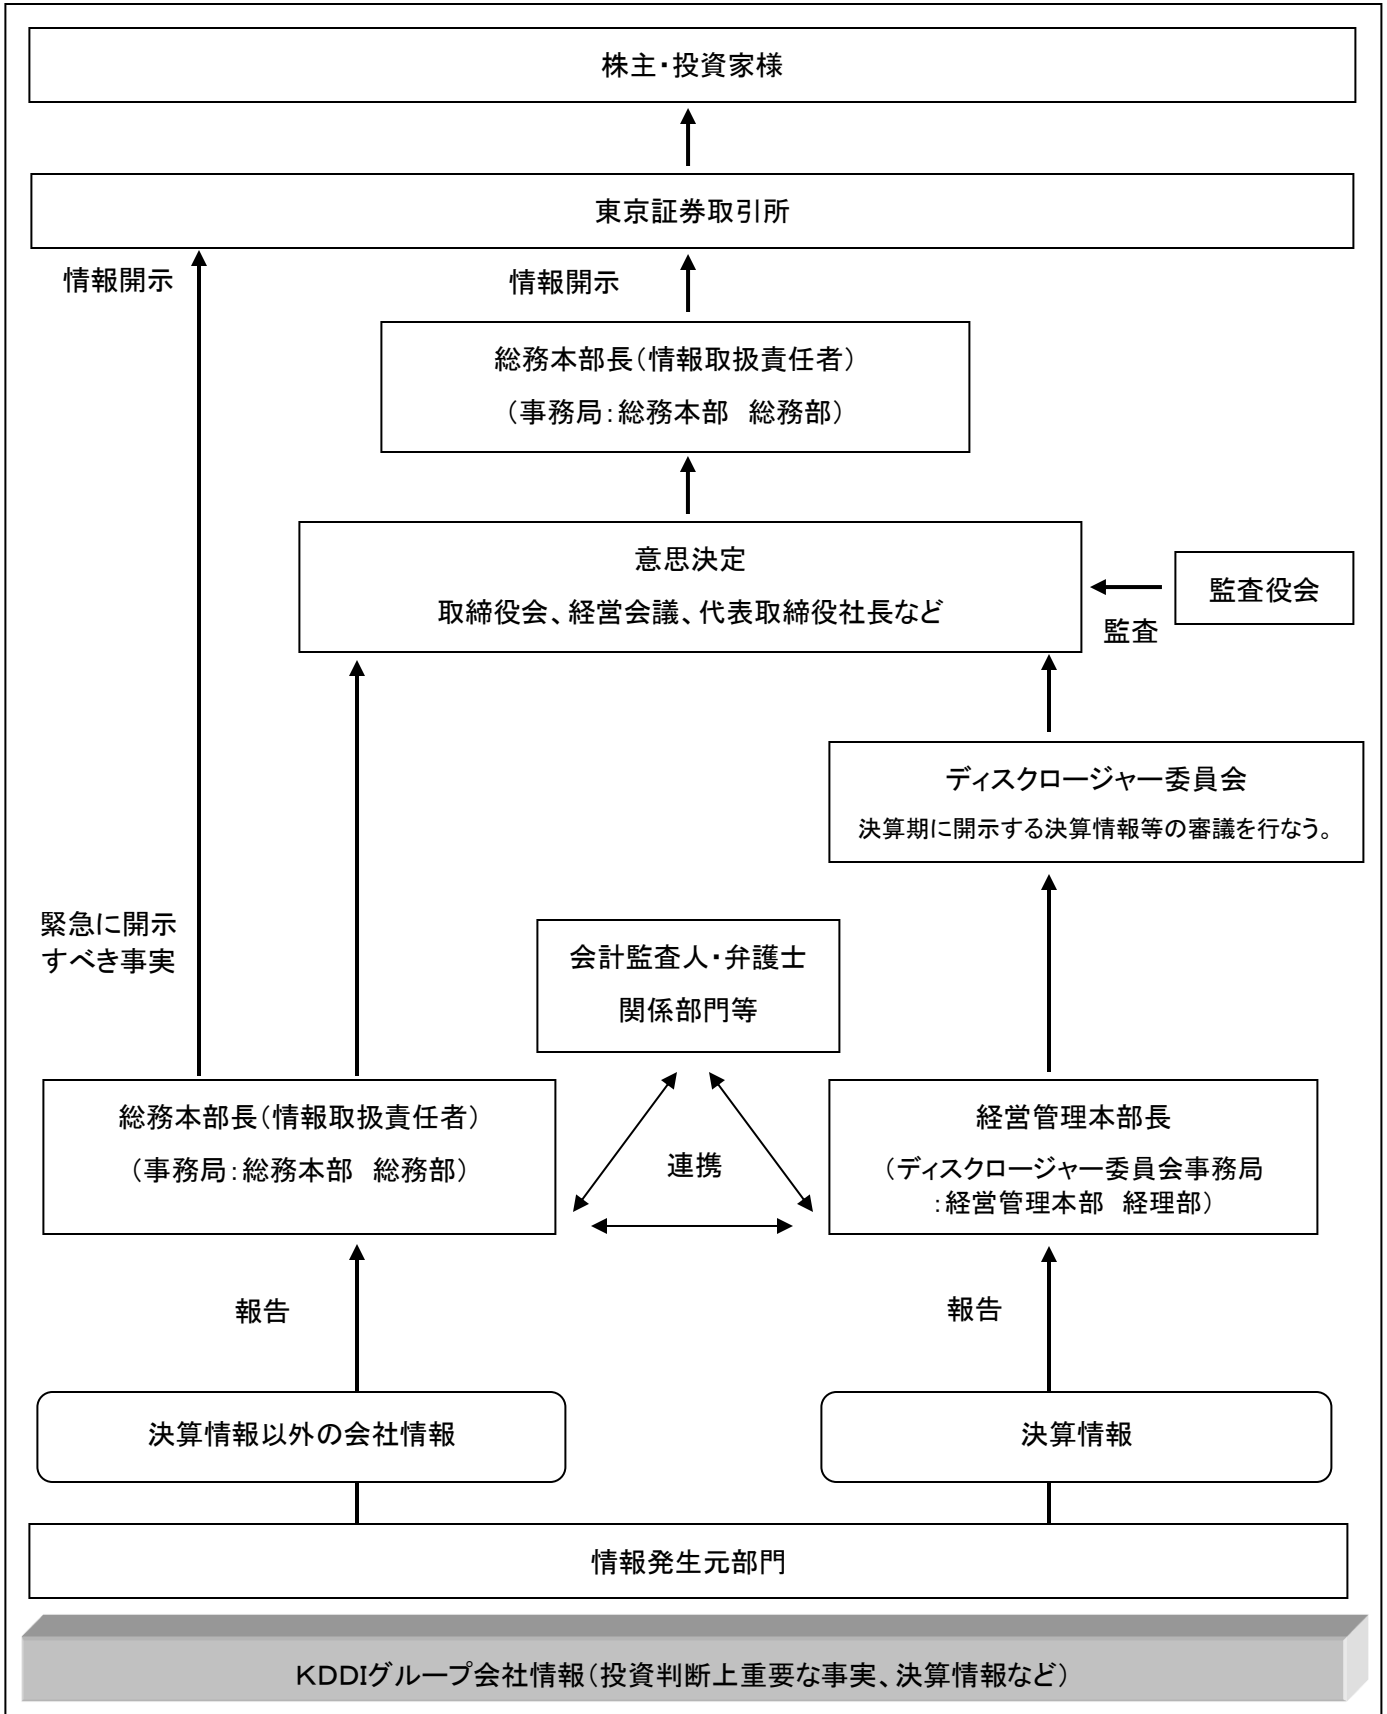 株主・投資家様
東京証券取引所
情報開示
情報開示
総務本部長(情報取扱責任者)
(事務局:総務本部　総務部)
意思決定
取締役会、経営会議、代表取締役社長など
監査役会
監査
ディスクロージャー委員会
決算期に開示する決算情報等の審議を行なう。
緊急に開示
すべき事実
会計監査人・弁護士
関係部門等
総務本部長(情報取扱責任者)
(事務局:総務本部　総務部)
連携
経営管理本部長
(ディスクロージャー委員会事務局
:経営管理本部　経理部)
報告
報告
決算情報以外の会社情報
決算情報
情報発生元部門
KDDIグループ会社情報(投資判断上重要な事実、決算情報など)